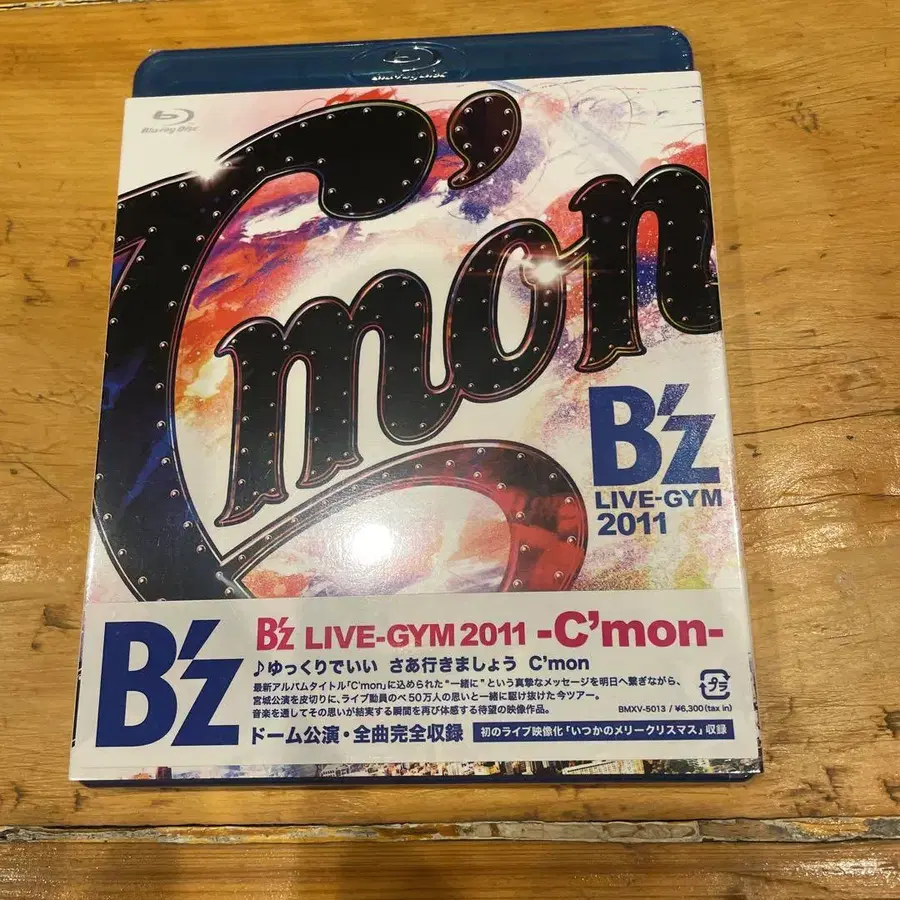 Blu-ray Disc
Blu-ray Disc
C'mon
B'z
LIVE-GYM
2011
B'z
B'z LIVE-GYM 2011 -C'mon-
♪ゆっくりでいい さあ行きましょう C'mon
最新アルバムタイトル「C'mon」に込められた“一緒に”という真摯なメッセージを明日へ繋ぎながら、
宮城公演を皮切りに、ライブ動員のべ50万人の思いと一緒に駆け抜けた今ツアー。
音楽を通してその思いが結実する瞬間を再び体感する待望の映像作品。
プラ
BMXV-5013 / ¥6,300(tax in)
ドーム公演・全曲完全収録
初のライブ映像化「いつかのメリークリスマス」収録